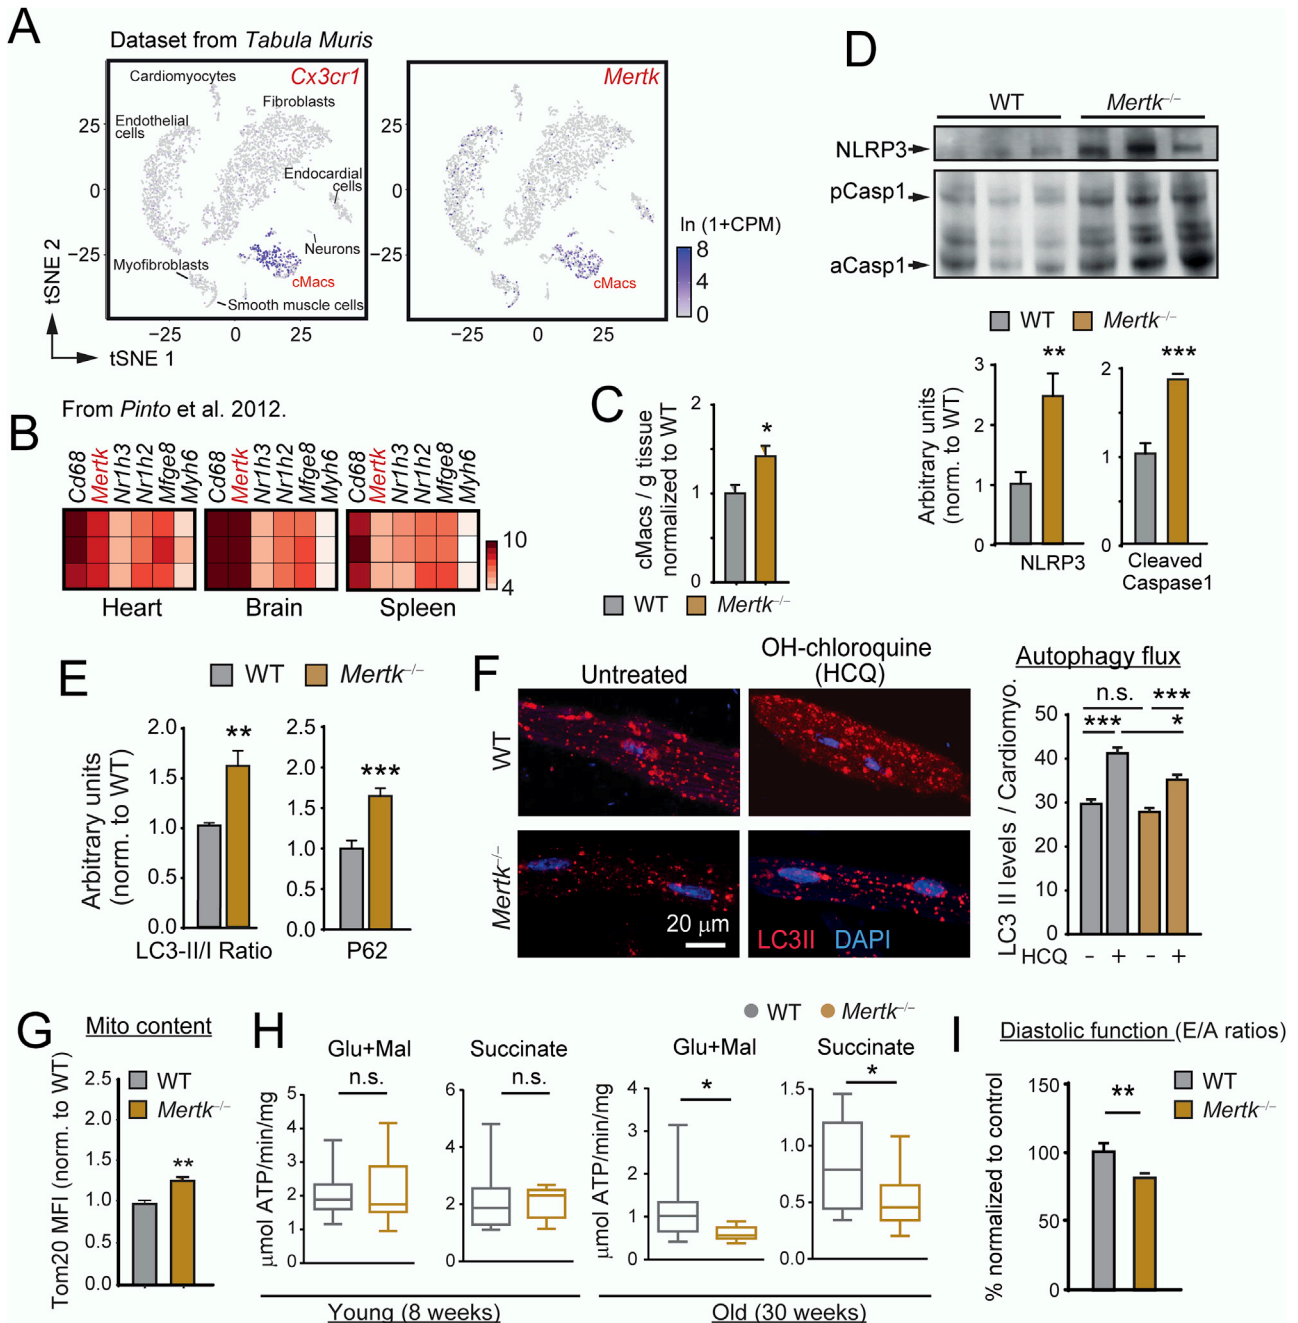 A
Dataset from Tabula Muris
Cx3cr1
Cardiomyocytes
Fibroblasts
Endothelial
cells
Endocardial
cells
Neurons
Myofibroblasts
cMacs
Smooth muscle cells
25
0
−25
−25
0
25
tSNE 2
tSNE 1
Mertk
25
0
−25
cMacs
−25
0
25
ln (1+CPM)
8
4
0
B
From Pinto et al. 2012.
Cd68
Mertk
Nr1h3
Nr1h2
Mfge8
Myh6
Cd68
Mertk
Nr1h3
Nr1h2
Mfge8
Myh6
Cd68
Mertk
Nr1h3
Nr1h2
Mfge8
Myh6
10
4
Heart
Brain
Spleen
C
cMacs / g tissue
normalized to WT
2
1
0
*
WT
Mertk–/–
D
WT
Mertk–/–
NLRP3
pCasp1
aCasp1
WT
Mertk–/–
Arbitrary units
(norm. to WT)
3
2
1
0
**
NLRP3
2
1
0
***
Cleaved
Caspase1
E
WT
Mertk–/–
Arbitrary units
(norm. to WT)
2.0
1.5
1.0
0.5
0.0
**
LC3-II/I Ratio
2.5
2.0
1.5
1.0
0.5
0.0
***
P62
F
Untreated
OH-chloroquine
(HCQ)
WT
Mertk–/–
20 μm
LC3II
DAPI
Autophagy flux
n.s.
***
***
*
LC3 II levels / Cardiomyo.
50
40
30
20
10
0
HCQ
−
+
−
+
G
Mito content
WT
Mertk–/–
Tom20 MFI (norm. to WT)
2.5
2.0
1.5
1.0
0.5
0.0
**
H
WT
Mertk–/–
Glu+Mal
n.s.
μmol ATP/min/mg
5
4
3
2
1
0
Succinate
n.s.
6
4
2
0
Young (8 weeks)
Glu+Mal
*
μmol ATP/min/mg
4
3
2
1
0
Succinate
*
1.5
1.0
0.5
0.0
Old (30 weeks)
I
Diastolic function (E/A ratios)
WT
Mertk–/–
% normalized to control
150
100
50
0
**